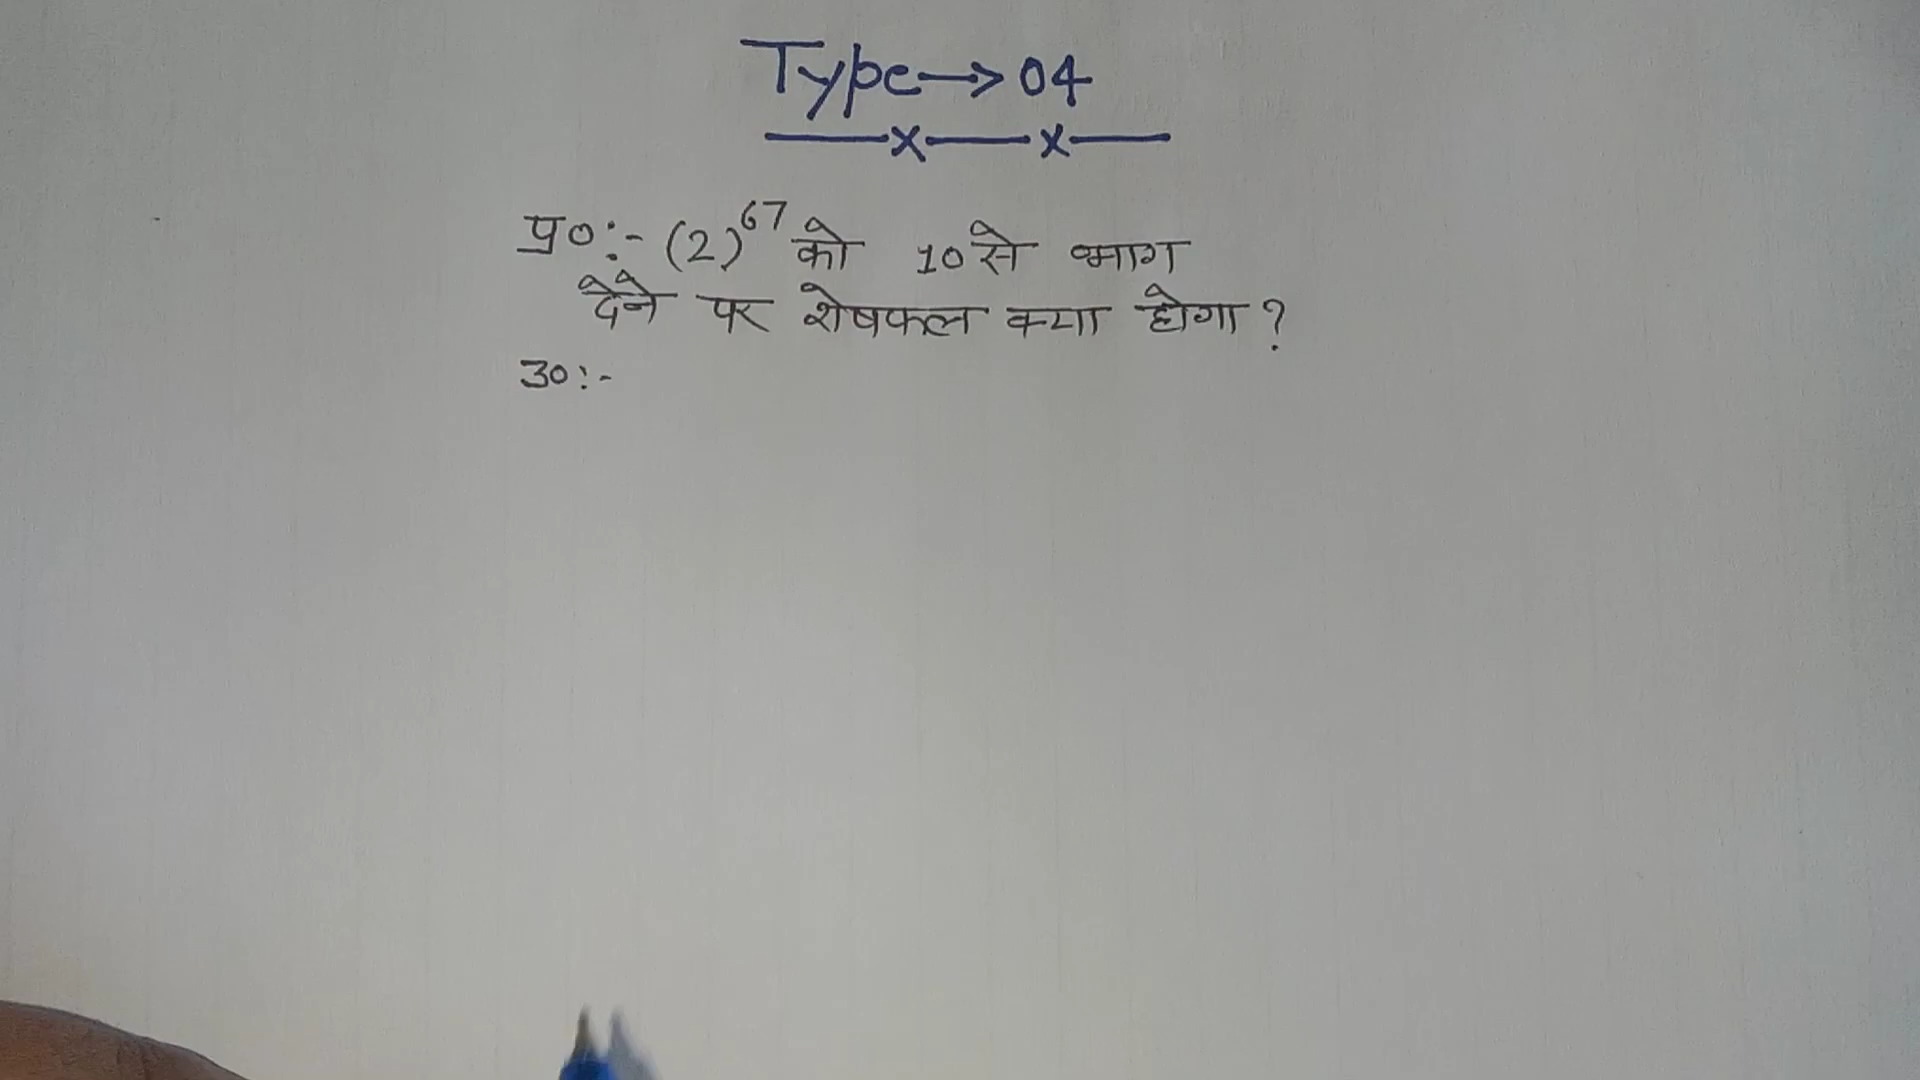 Type→04
—x—x—
प्र०:- (2)^67 को 10 से भाग
देने पर शेषफल क्या होगा?
उ०:-